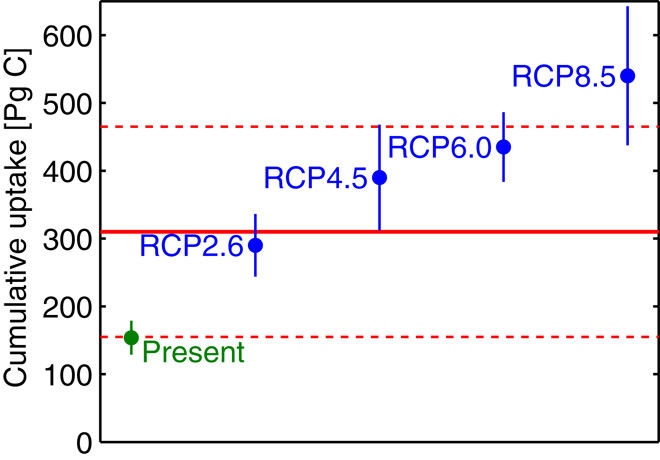 Cumulative uptake [Pg C]
600
500
400
300
200
100
0
RCP8.5
RCP6.0
RCP4.5
RCP2.6
Present